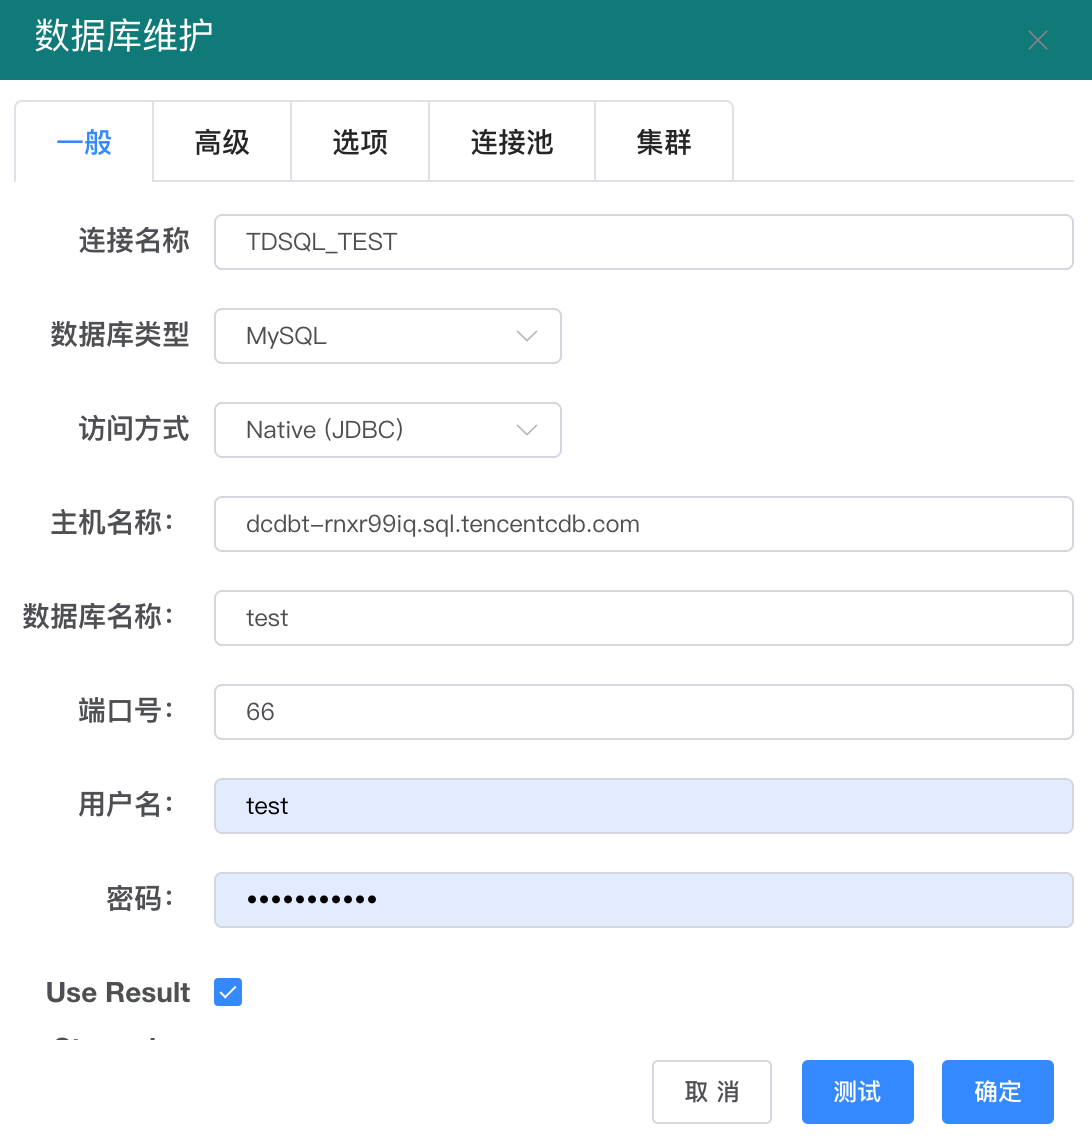 数据库维护
一般 高级 选项 连接池 集群
连接名称 TDSQL_TEST
数据库类型 MySQL
访问方式 Native (JDBC)
主机名称： dcdbt-rnxr99iq.sql.tencentcdb.com
数据库名称： test
端口号： 66
用户名： test
密码： •••••••••••
Use Result
取 消 测试 确定